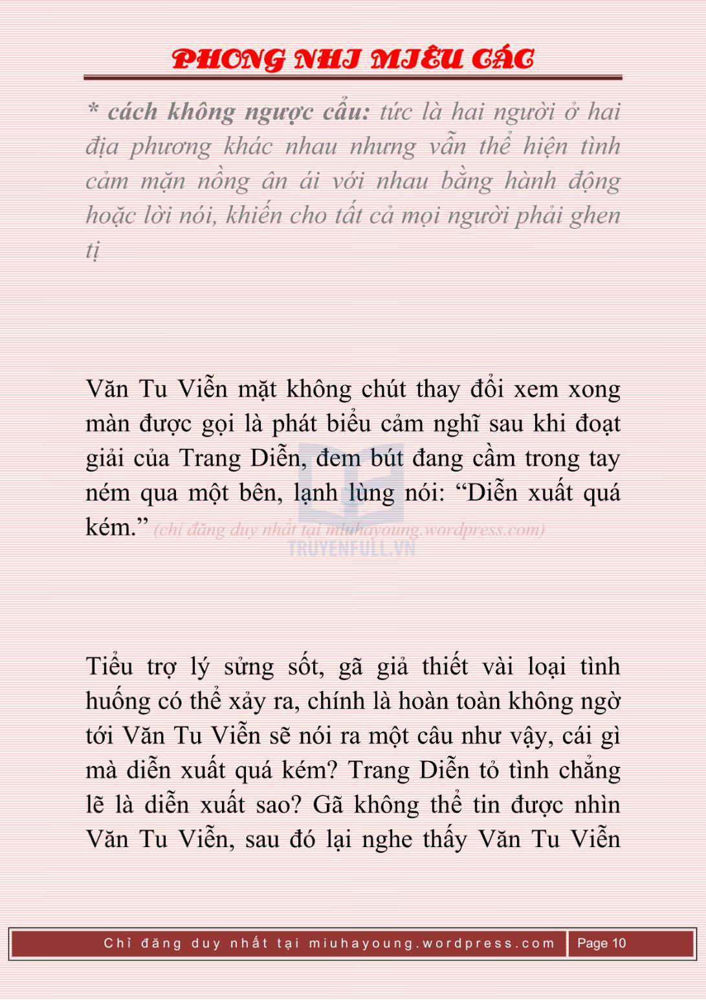 PHONG NHI MIÊU CÁC
* cách không ngược cẩu: tức là hai người ở hai
địa phương khác nhau nhưng vẫn thể hiện tình
cảm mặn nồng ân ái với nhau bằng hành động
hoặc lời nói, khiến cho tất cả mọi người phải ghen
tị
Văn Tu Viễn mặt không chút thay đổi xem xong
màn được gọi là phát biểu cảm nghĩ sau khi đoạt
giải của Trang Diễn, đem bút đang cầm trong tay
ném qua một bên, lạnh lùng nói: “Diễn xuất quá
kém.” (chỉ đăng duy nhất tại miuhayoung.wordpress.com)
TRUYENFULL.VN
Tiểu trợ lý sửng sốt, gã giả thiết vài loại tình
huống có thể xảy ra, chính là hoàn toàn không ngờ
tới Văn Tu Viễn sẽ nói ra một câu như vậy, cái gì
mà diễn xuất quá kém? Trang Diễn tỏ tình chẳng
lẽ là diễn xuất sao? Gã không thể tin được nhìn
Văn Tu Viễn, sau đó lại nghe thấy Văn Tu Viễn
Chỉ đăng duy nhất tại miuhayoung.wordpress.com Page 10